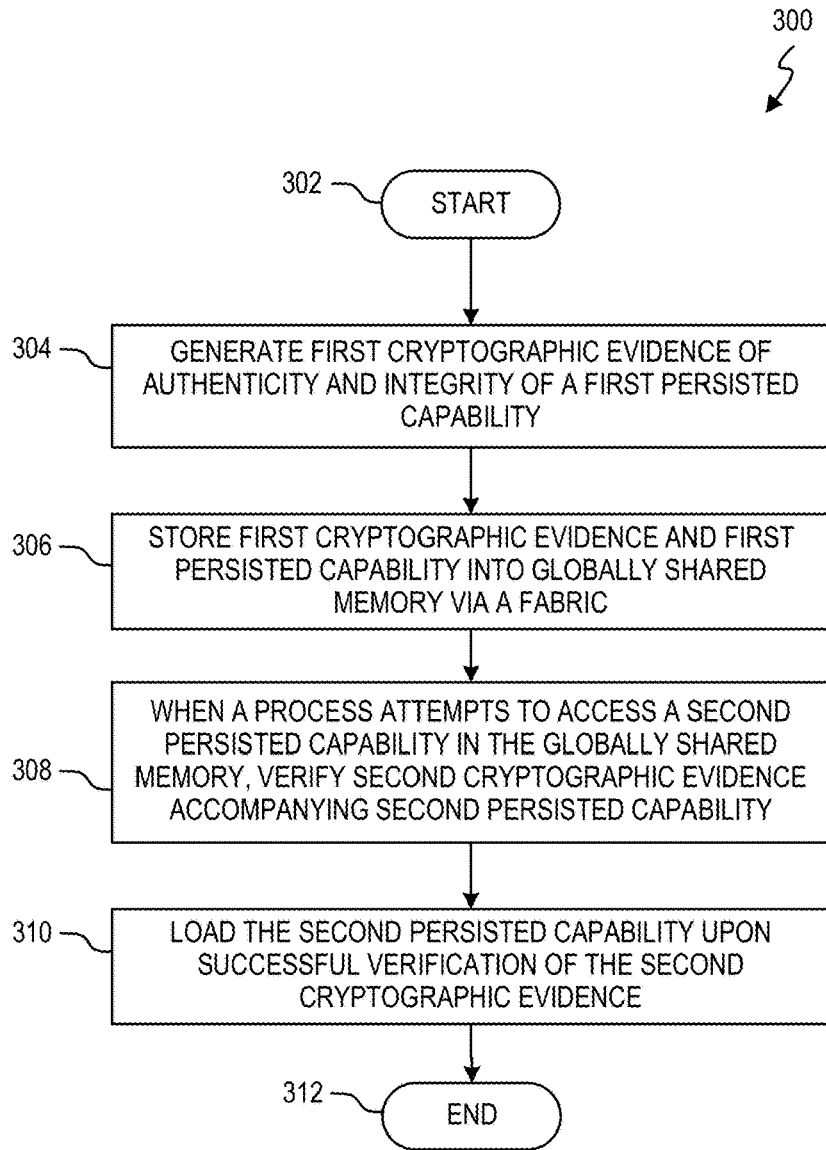 300
302
START
304
GENERATE FIRST CRYPTOGRAPHIC EVIDENCE OF
AUTHENTICITY AND INTEGRITY OF A FIRST PERSISTED
CAPABILITY
306
STORE FIRST CRYPTOGRAPHIC EVIDENCE AND FIRST
PERSISTED CAPABILITY INTO GLOBALLY SHARED
MEMORY VIA A FABRIC
308
WHEN A PROCESS ATTEMPTS TO ACCESS A SECOND
PERSISTED CAPABILITY IN THE GLOBALLY SHARED
MEMORY, VERIFY SECOND CRYPTOGRAPHIC EVIDENCE
ACCOMPANYING SECOND PERSISTED CAPABILITY.
310
LOAD THE SECOND PERSISTED CAPABILITY UPON
SUCCESSFUL VERIFICATION OF THE SECOND
CRYPTOGRAPHIC EVIDENCE
312
END